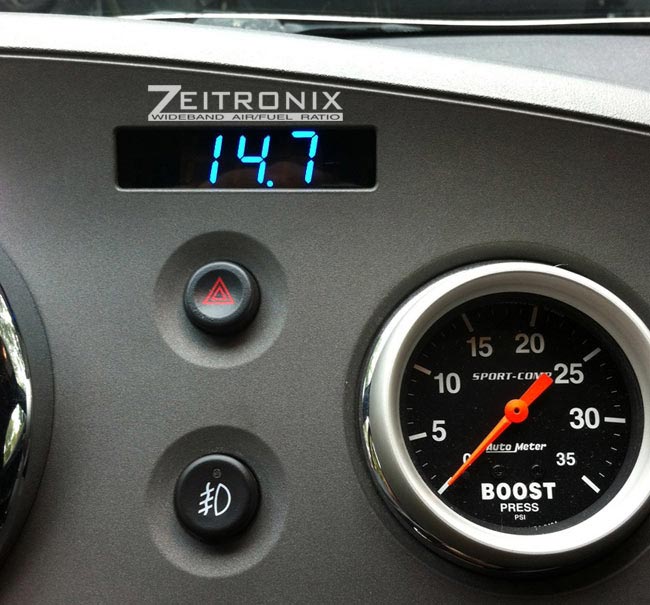 ZEITRONIX
WIDEBAND AIR/FUEL RATIO
14.7
15 20
10 SPORT-COMP 25
5 30
Auto Meter
0 35
BOOST
PRESS
PSI